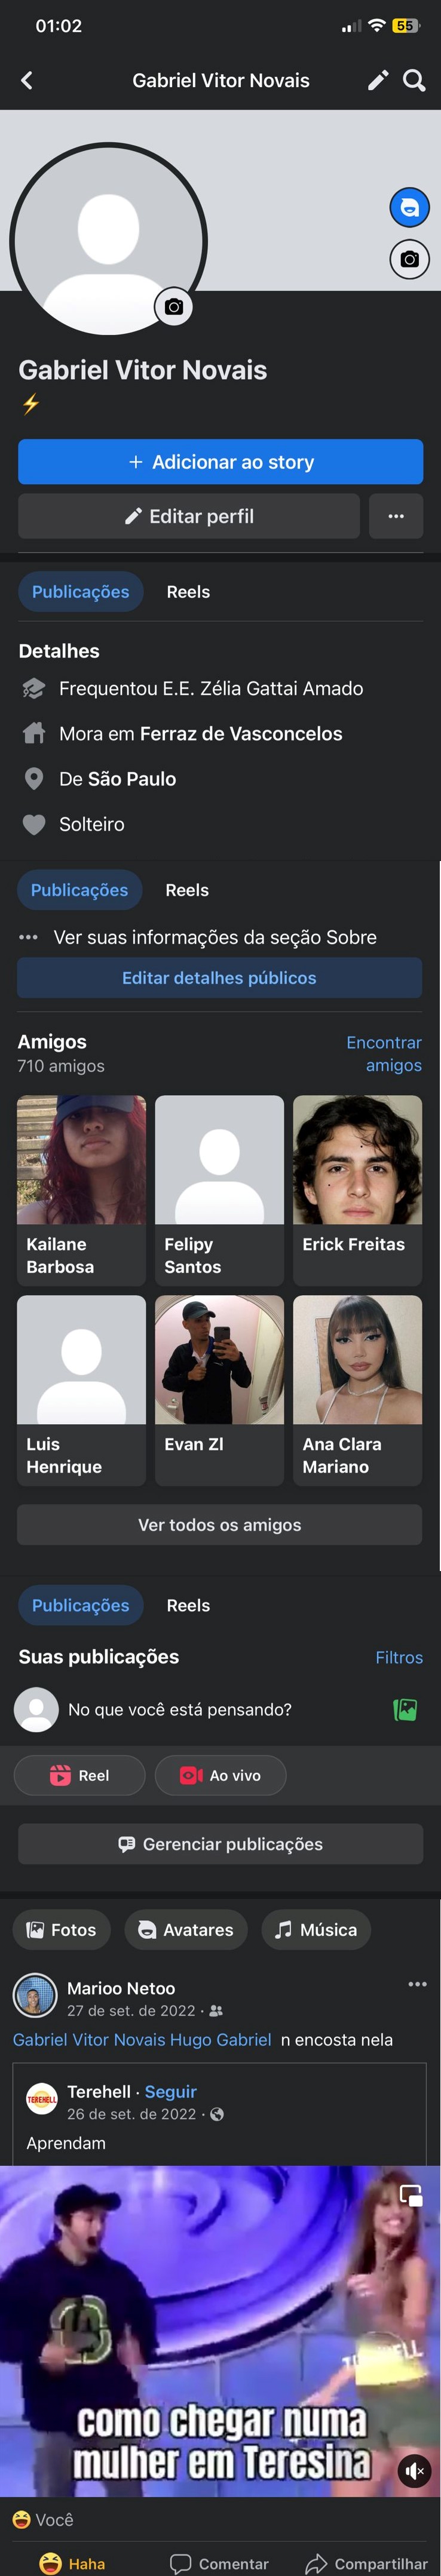 01:02
55
Gabriel Vitor Novais
Gabriel Vitor Novais
⚡
+ Adicionar ao story
Editar perfil
...
Publicações Reels
Detalhes
Frequentou E.E. Zélia Gattai Amado
Mora em Ferraz de Vasconcelos
De São Paulo
Solteiro
Publicações Reels
... Ver suas informações da seção Sobre
Editar detalhes públicos
Amigos
Encontrar
amigos
710 amigos
Kailane
Barbosa
Felipy
Santos
Erick Freitas
Luis
Henrique
Evan Zl
Ana Clara
Mariano
Ver todos os amigos
Publicações Reels
Suas publicações Filtros
No que você está pensando?
Reel Ao vivo
Gerenciar publicações
Fotos Avatares Música
Marioo Netoo ...
27 de set. de 2022 ·
Gabriel Vitor Novais Hugo Gabriel n encosta nela
TEREHELL
Terehell · Seguir
26 de set. de 2022 ·
Aprendam
como chegar numa
mulher em Teresina
Você
Haha Comentar Compartilhar